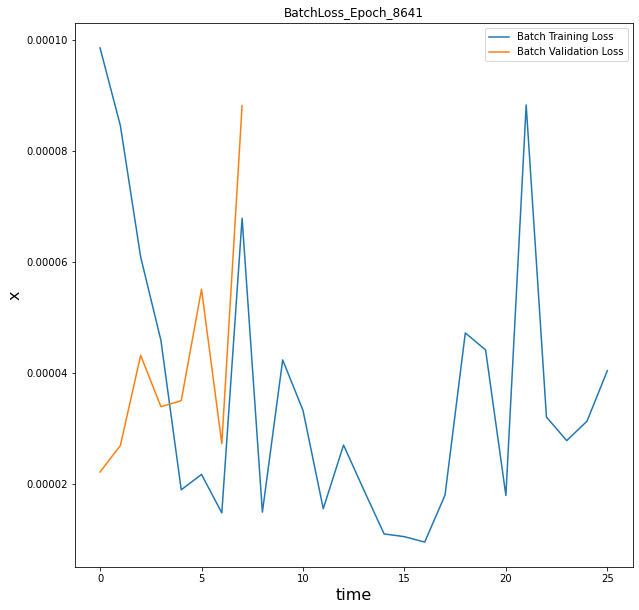 BatchLoss_Epoch_8641
Batch Training Loss
Batch Validation Loss
0.00010
0.00008
0.00006
0.00004
0.00002
x
0 5 10 15 20 25
time